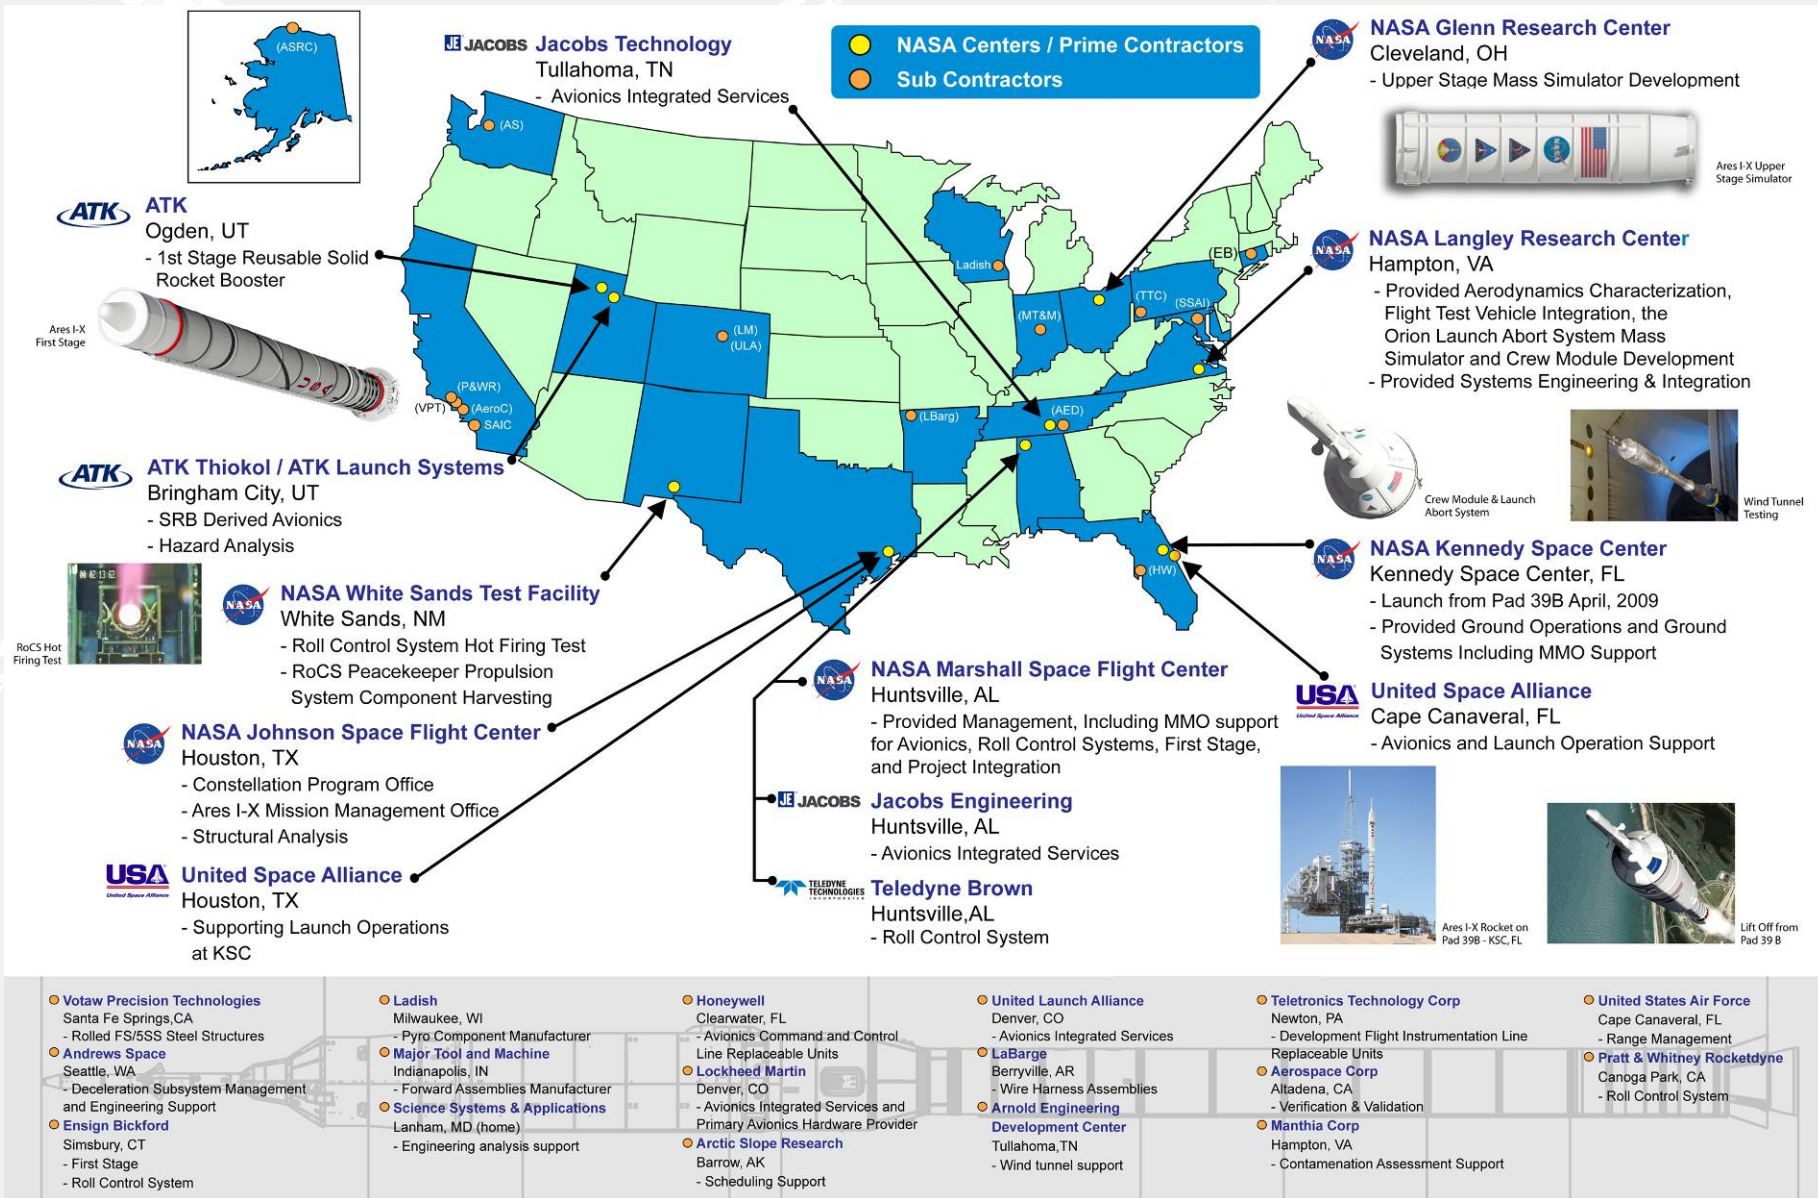 (ASRC)
JE JACOBS Jacobs Technology
Tullahoma, TN
- Avionics Integrated Services
NASA Centers / Prime Contractors
Sub Contractors
NASA
NASA Glenn Research Center
Cleveland, OH
- Upper Stage Mass Simulator Development
NASA
Ares I-X Upper
Stage Simulator
ATK
ATK
Ogden, UT
- 1st Stage Reusable Solid
Rocket Booster
Ares I-X
First Stage
USA
NASA
NASA Langley Research Center
Hampton, VA
- Provided Aerodynamics Characterization,
Flight Test Vehicle Integration, the
Orion Launch Abort System Mass
Simulator and Crew Module Development
- Provided Systems Engineering & Integration
Crew Module & Launch
Abort System
Wind Tunnel
Testing
(AS)
Ladish
(EB)
(TTC)
(SSAI)
(MT&M)
(LM)
(ULA)
(P&WR)
(VPT)
(AeroC)
SAIC
(LBarg)
(AED)
(HW)
ATK
ATK Thiokol / ATK Launch Systems
Bringham City, UT
- SRB Derived Avionics
- Hazard Analysis
RoCS Hot
Firing Test
NASA
NASA White Sands Test Facility
White Sands, NM
- Roll Control System Hot Firing Test
- RoCS Peacekeeper Propulsion
System Component Harvesting
NASA
NASA Johnson Space Flight Center
Houston, TX
- Constellation Program Office
- Ares I-X Mission Management Office
- Structural Analysis
USA
United Space Alliance
United Space Alliance
Houston, TX
- Supporting Launch Operations
at KSC
NASA
NASA Marshall Space Flight Center
Huntsville, AL
- Provided Management, Including MMO support
for Avionics, Roll Control Systems, First Stage,
and Project Integration
JE JACOBS Jacobs Engineering
Huntsville, AL
- Avionics Integrated Services
TELEDYNE
TECHNOLOGIES
INCORPORATED
Teledyne Brown
Huntsville,AL
- Roll Control System
NASA
NASA Kennedy Space Center
Kennedy Space Center, FL
- Launch from Pad 39B April, 2009
- Provided Ground Operations and Ground
Systems Including MMO Support
USA
United Space Alliance
United Space Alliance
Cape Canaveral, FL
- Avionics and Launch Operation Support
Ares I-X Rocket on
Pad 39B - KSC, FL
Lift Off from
Pad 39 B
Votaw Precision Technologies
Santa Fe Springs,CA
- Rolled FS/5SS Steel Structures
Andrews Space
Seattle, WA
- Deceleration Subsystem Management
and Engineering Support
Ensign Bickford
Simsbury, CT
- First Stage
- Roll Control System
Ladish
Milwaukee, WI
- Pyro Component Manufacturer
Major Tool and Machine
Indianapolis, IN
- Forward Assemblies Manufacturer
Science Systems & Applications
Lanham, MD (home)
- Engineering analysis support
Honeywell
Clearwater, FL
- Avionics Command and Control
Line Replaceable Units
Lockheed Martin
Denver, CO
- Avionics Integrated Services and
Primary Avionics Hardware Provider
Arctic Slope Research
Barrow, AK
- Scheduling Support
United Launch Alliance
Denver, CO
- Avionics Integrated Services
LaBarge
Berryville, AR
- Wire Harness Assemblies
Arnold Engineering
Development Center
Tullahoma,TN
- Wind tunnel support
Teletronics Technology Corp
Newton, PA
- Development Flight Instrumentation Line
Replaceable Units
Aerospace Corp
Altadena, CA
- Verification & Validation
Manthia Corp
Hampton, VA
- Contamenation Assessment Support
United States Air Force
Cape Canaveral, FL
- Range Management
Pratt & Whitney Rocketdyne
Canoga Park, CA
- Roll Control System